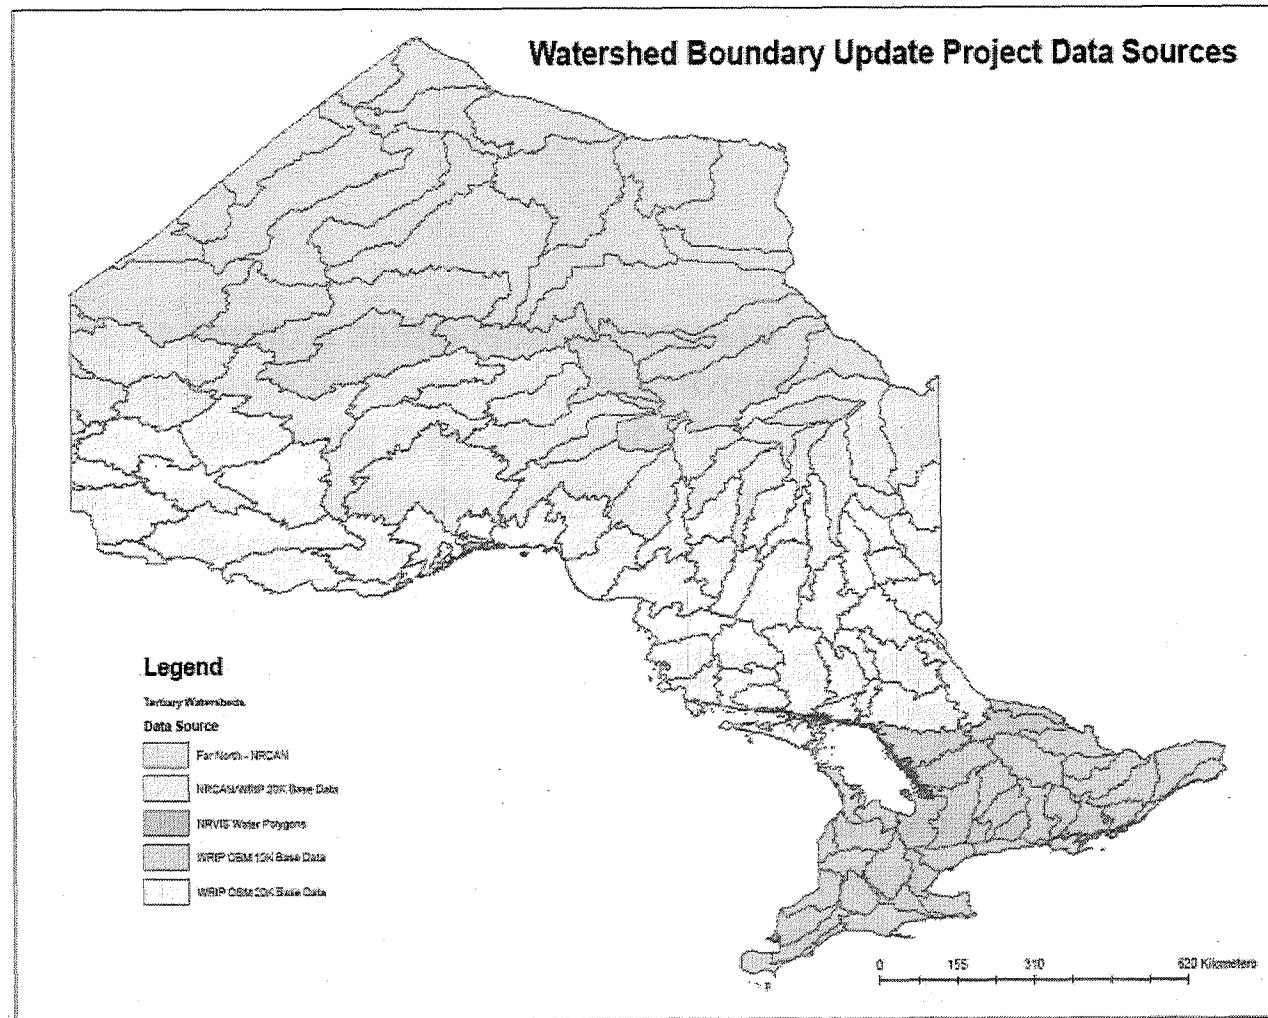 Watershed Boundary Update Project Data Sources
Legend
Tertiary Watersheds
Data Source
Far North - NRCAN
NRCAN/WRIP 20K Base Data
NRVIS Water Polygons
WRIP OBM 10K Base Data
WRIP OBM 20K Base Data
0 155 310 620 Kilometers